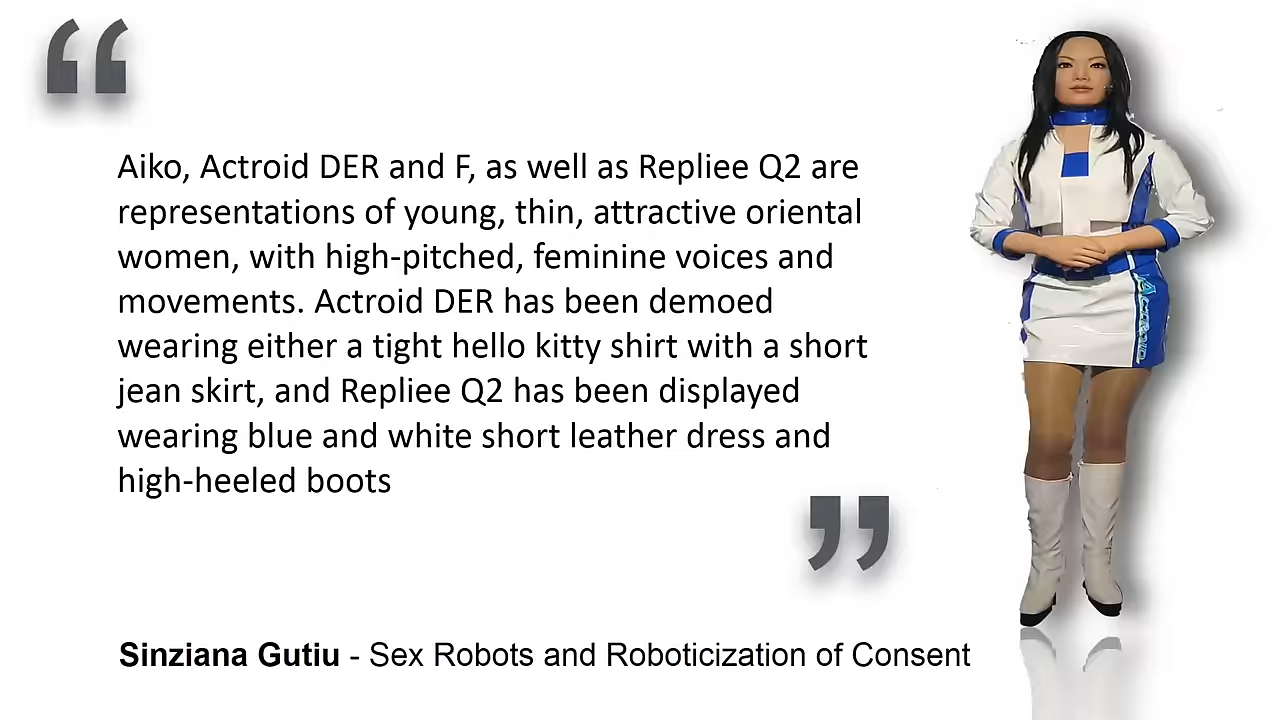 “
Aiko, Actroid DER and F, as well as Repliee Q2 are
representations of young, thin, attractive oriental
women, with high-pitched, feminine voices and
movements. Actroid DER has been demoed
wearing either a tight hello kitty shirt with a short
jean skirt, and Repliee Q2 has been displayed
wearing blue and white short leather dress and
high-heeled boots
”
Sinziana Gutiu - Sex Robots and Roboticization of Consent
Actroid